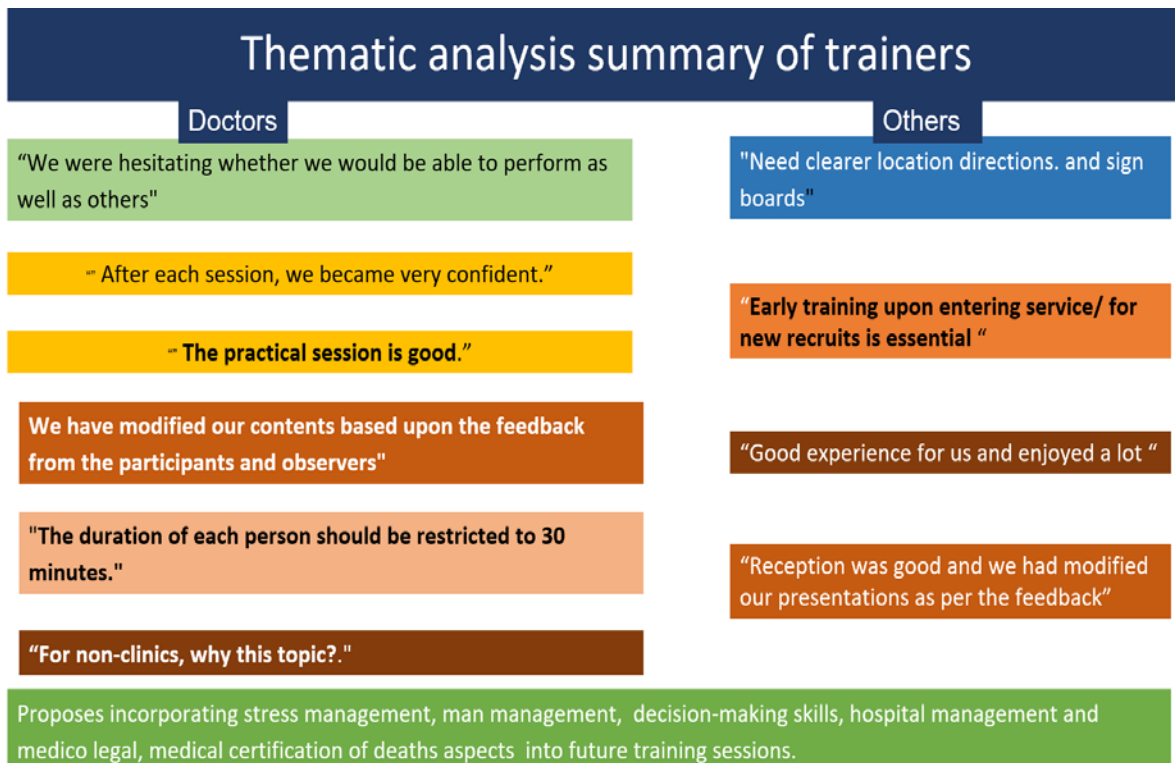 Thematic analysis summary of trainers
Doctors
“We were hesitating whether we would be able to perform as
well as others"
“” After each session, we became very confident.”
“” The practical session is good.”
We have modified our contents based upon the feedback
from the participants and observers"
"The duration of each person should be restricted to 30
minutes."
“For non-clinics, why this topic?."
Others
"Need clearer location directions. and sign
boards"
“Early training upon entering service/ for
new recruits is essential “
“Good experience for us and enjoyed a lot “
“Reception was good and we had modified
our presentations as per the feedback”
Proposes incorporating stress management, man management, decision-making skills, hospital management and
medico legal, medical certification of deaths aspects into future training sessions.